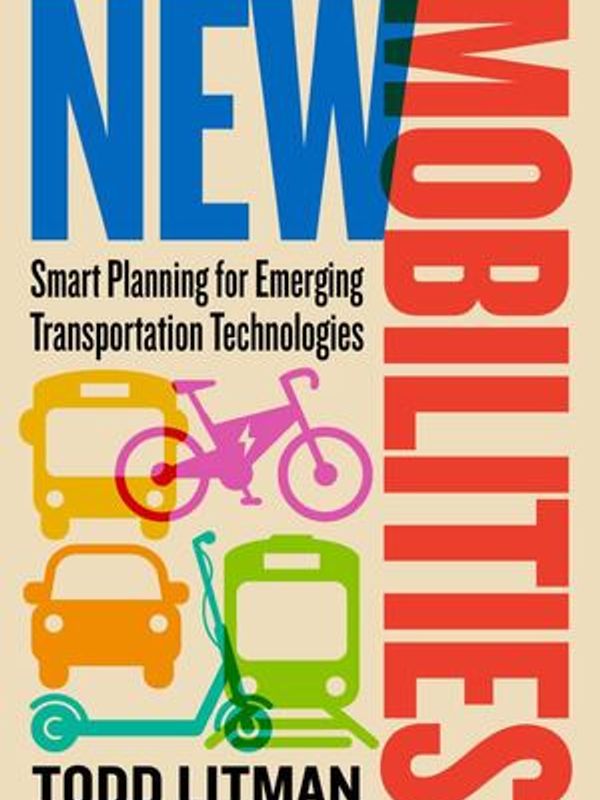 NEW
MOBILITIES
Smart Planning for Emerging
Transportation Technologies
TODD LITMAN